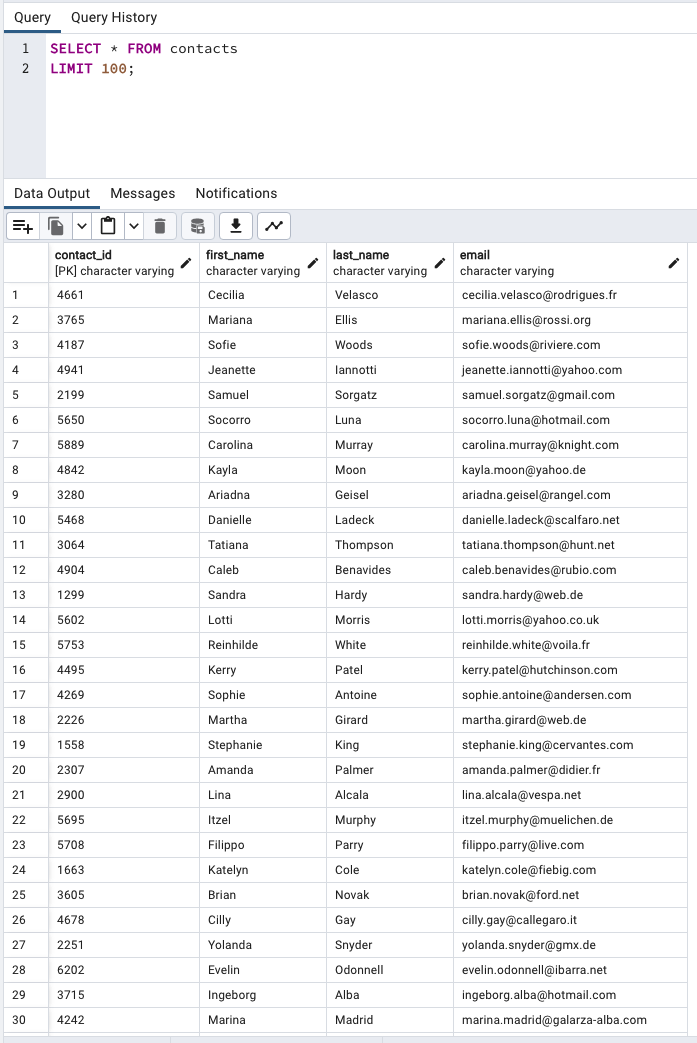 Query Query History
1 SELECT * FROM contacts
2 LIMIT 100;
Data Output Messages Notifications
contact_id first_name last_name email
[PK] character varying character varying character varying character varying
1 4661 Cecilia Velasco cecilia.velasco@rodrigues.fr
2 3765 Mariana Ellis mariana.ellis@rossi.org
3 4187 Sofie Woods sofie.woods@riviere.com
4 4941 Jeanette Iannotti jeanette.iannotti@yahoo.com
5 2199 Samuel Sorgatz samuel.sorgatz@gmail.com
6 5650 Socorro Luna socorro.luna@hotmail.com
7 5889 Carolina Murray carolina.murray@knight.com
8 4842 Kayla Moon kayla.moon@yahoo.de
9 3280 Ariadna Geisel ariadna.geisel@rangel.com
10 5468 Danielle Ladeck danielle.ladeck@scalfaro.net
11 3064 Tatiana Thompson tatiana.thompson@hunt.net
12 4904 Caleb Benavides caleb.benavides@rubio.com
13 1299 Sandra Hardy sandra.hardy@web.de
14 5602 Lotti Morris lotti.morris@yahoo.co.uk
15 5753 Reinhilde White reinhilde.white@voila.fr
16 4495 Kerry Patel kerry.patel@hutchinson.com
17 4269 Sophie Antoine sophie.antoine@andersen.com
18 2226 Martha Girard martha.girard@web.de
19 1558 Stephanie King stephanie.king@cervantes.com
20 2307 Amanda Palmer amanda.palmer@didier.fr
21 2900 Lina Alcala lina.alcala@vespa.net
22 5695 Itzel Murphy itzel.murphy@muelichen.de
23 5708 Filippo Parry filippo.parry@live.com
24 1663 Katelyn Cole katelyn.cole@fiebig.com
25 3605 Brian Novak brian.novak@ford.net
26 4678 Cilly Gay cilly.gay@callegaro.it
27 2251 Yolanda Snyder yolanda.snyder@gmx.de
28 6202 Evelin Odonnell evelin.odonnell@ibarra.net
29 3715 Ingeborg Alba ingeborg.alba@hotmail.com
30 4242 Marina Madrid marina.madrid@galarza-alba.com